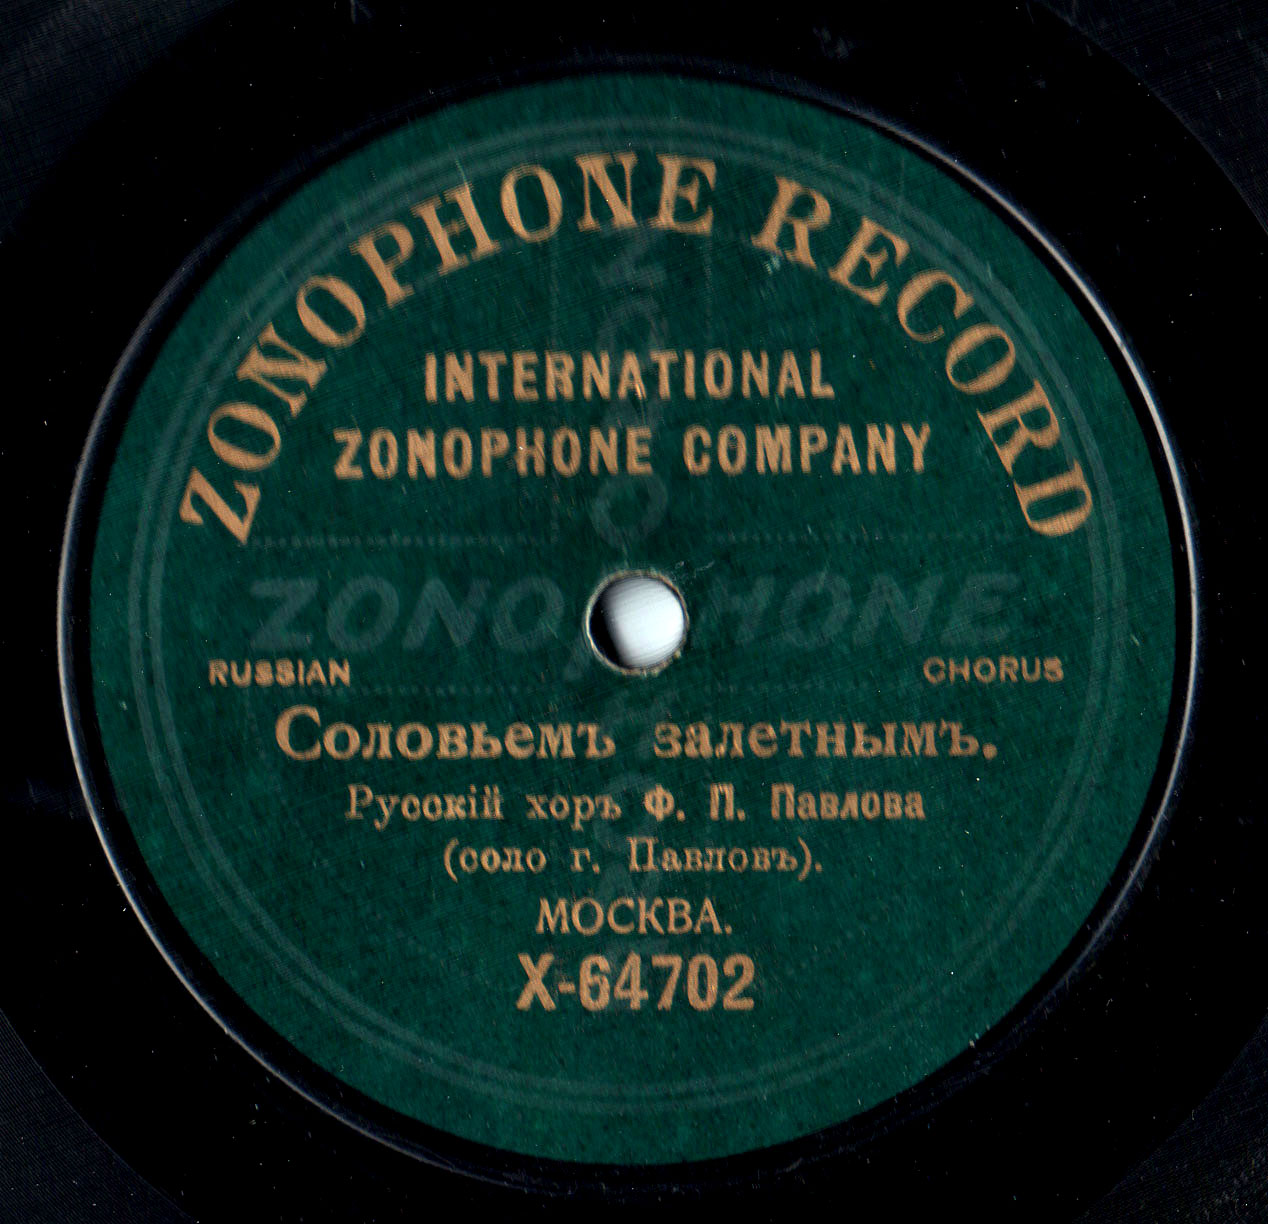 ZONOPHONE RECORD
INTERNATIONAL
ZONOPHONE COMPANY
ZONOPHONE
RUSSIAN CHORUS
Соловьемъ залетнымъ.
Русскій хоръ Ф. П. Павлова
(соло г. Павловъ).
МОСКВА.
X-64702